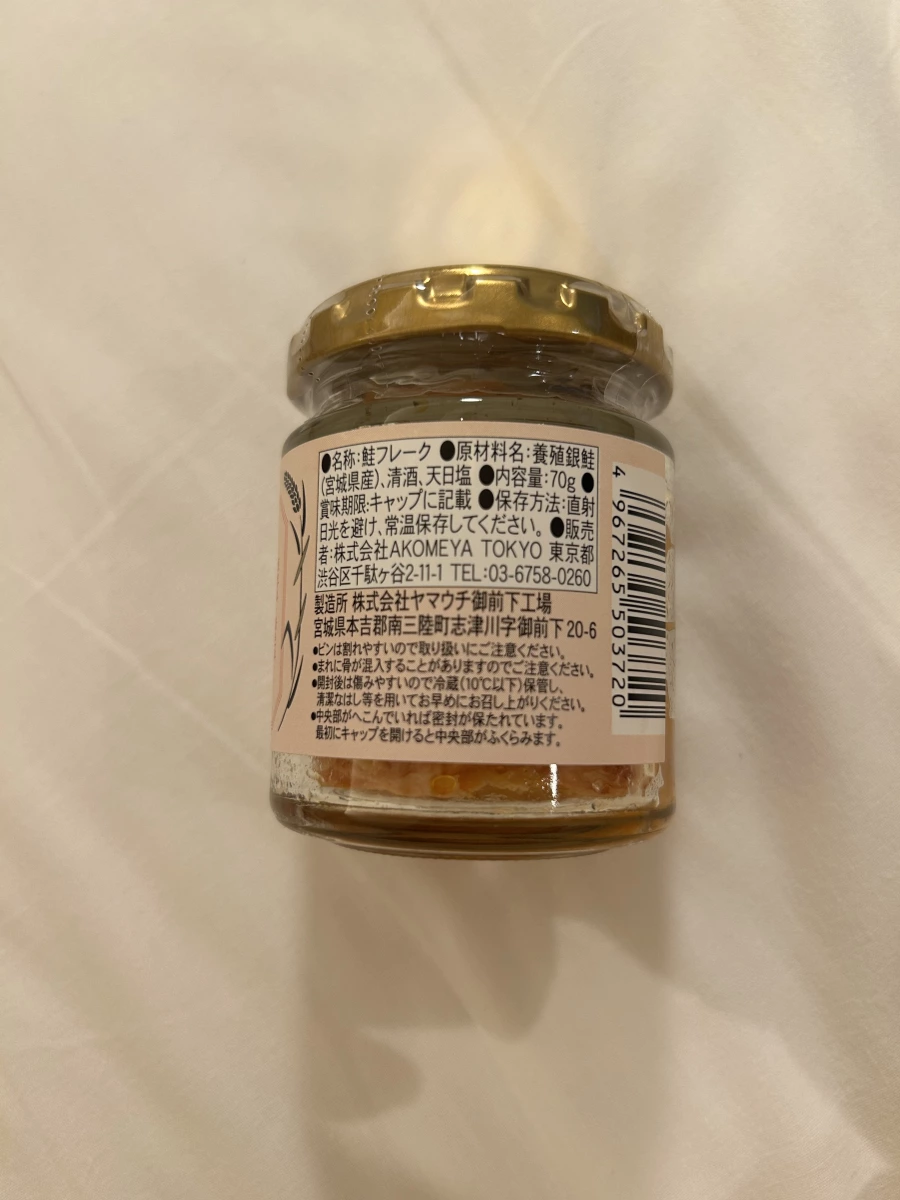 ●名称:鮭フレーク ●原材料名:養殖銀鮭
(宮城県産)、清酒、天日塩 ●内容量:70g ●
賞味期限:キャップに記載 ●保存方法:直射
日光を避け、常温保存してください。 ●販売
者:株式会社AKOMEYA TOKYO 東京都
渋谷区千駄ヶ谷2-11-1 TEL:03-6758-0260
製造所 株式会社ヤマウチ御前下工場
宮城県本吉郡南三陸町志津川字御前下20-6
●ビンは割れやすいので取り扱いにご注意ください。
●まれに骨が混入することがありますのでご注意ください。
●開封後は傷みやすいので冷蔵(10℃以下)保管し、
清潔なはし等を用いてお早めにお召し上がりください。
●中央部がへこんでいれば密封が保たれています。
最初にキャップを開けると中央部がふくらみます。
4 967265 503720